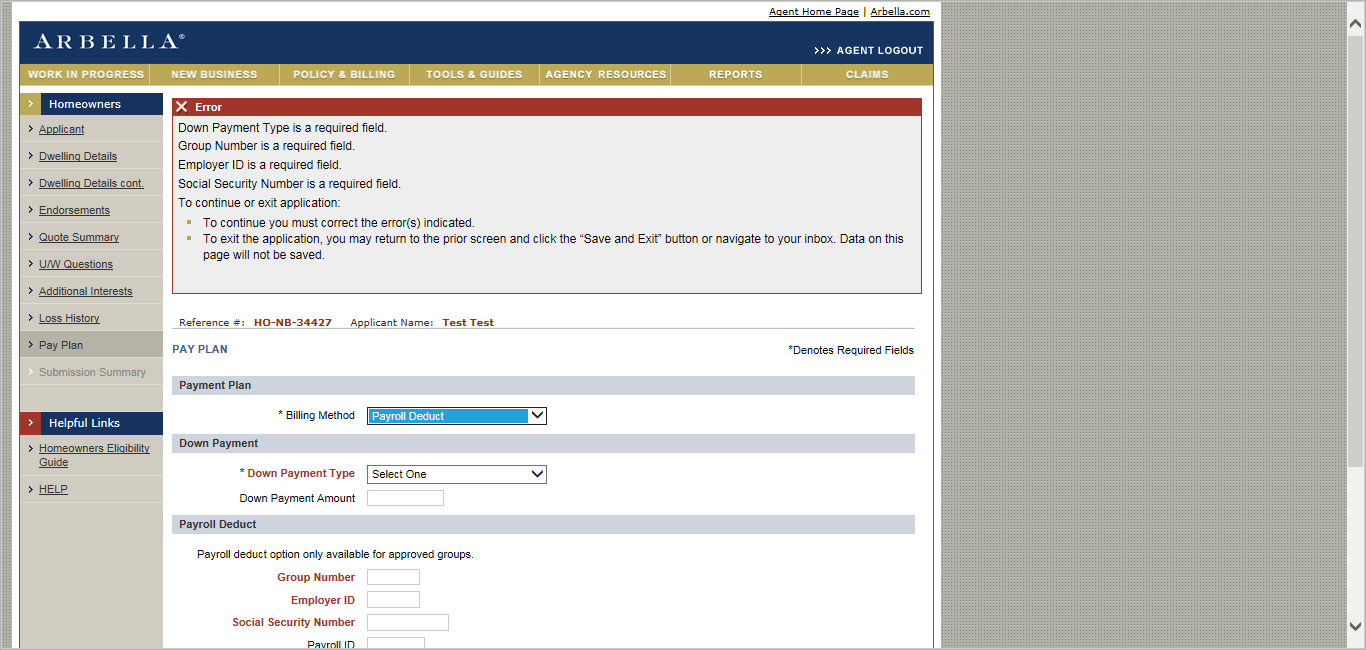 Agent Home Page | Arbella.com
ARBELLA®
>>> AGENT LOGOUT
WORK IN PROGRESS NEW BUSINESS POLICY & BILLING TOOLS & GUIDES AGENCY RESOURCES REPORTS CLAIMS
Homeowners
Applicant
Dwelling Details
Dwelling Details cont.
Endorsements
Quote Summary
U/W Questions
Additional Interests
Loss History
Pay Plan
Submission Summary
Helpful Links
Homeowners Eligibility
Guide
HELP
Error
Down Payment Type is a required field.
Group Number is a required field.
Employer ID is a required field.
Social Security Number is a required field.
To continue or exit application:
To continue you must correct the error(s) indicated.
To exit the application, you may return to the prior screen and click the “Save and Exit” button or navigate to your inbox. Data on this
page will not be saved.
Reference #: HO-NB-34427 Applicant Name: Test Test
PAY PLAN
*Denotes Required Fields
Payment Plan
* Billing Method Payroll Deduct
Down Payment
* Down Payment Type Select One
Down Payment Amount
Payroll Deduct
Payroll deduct option only available for approved groups.
Group Number
Employer ID
Social Security Number
Payroll ID